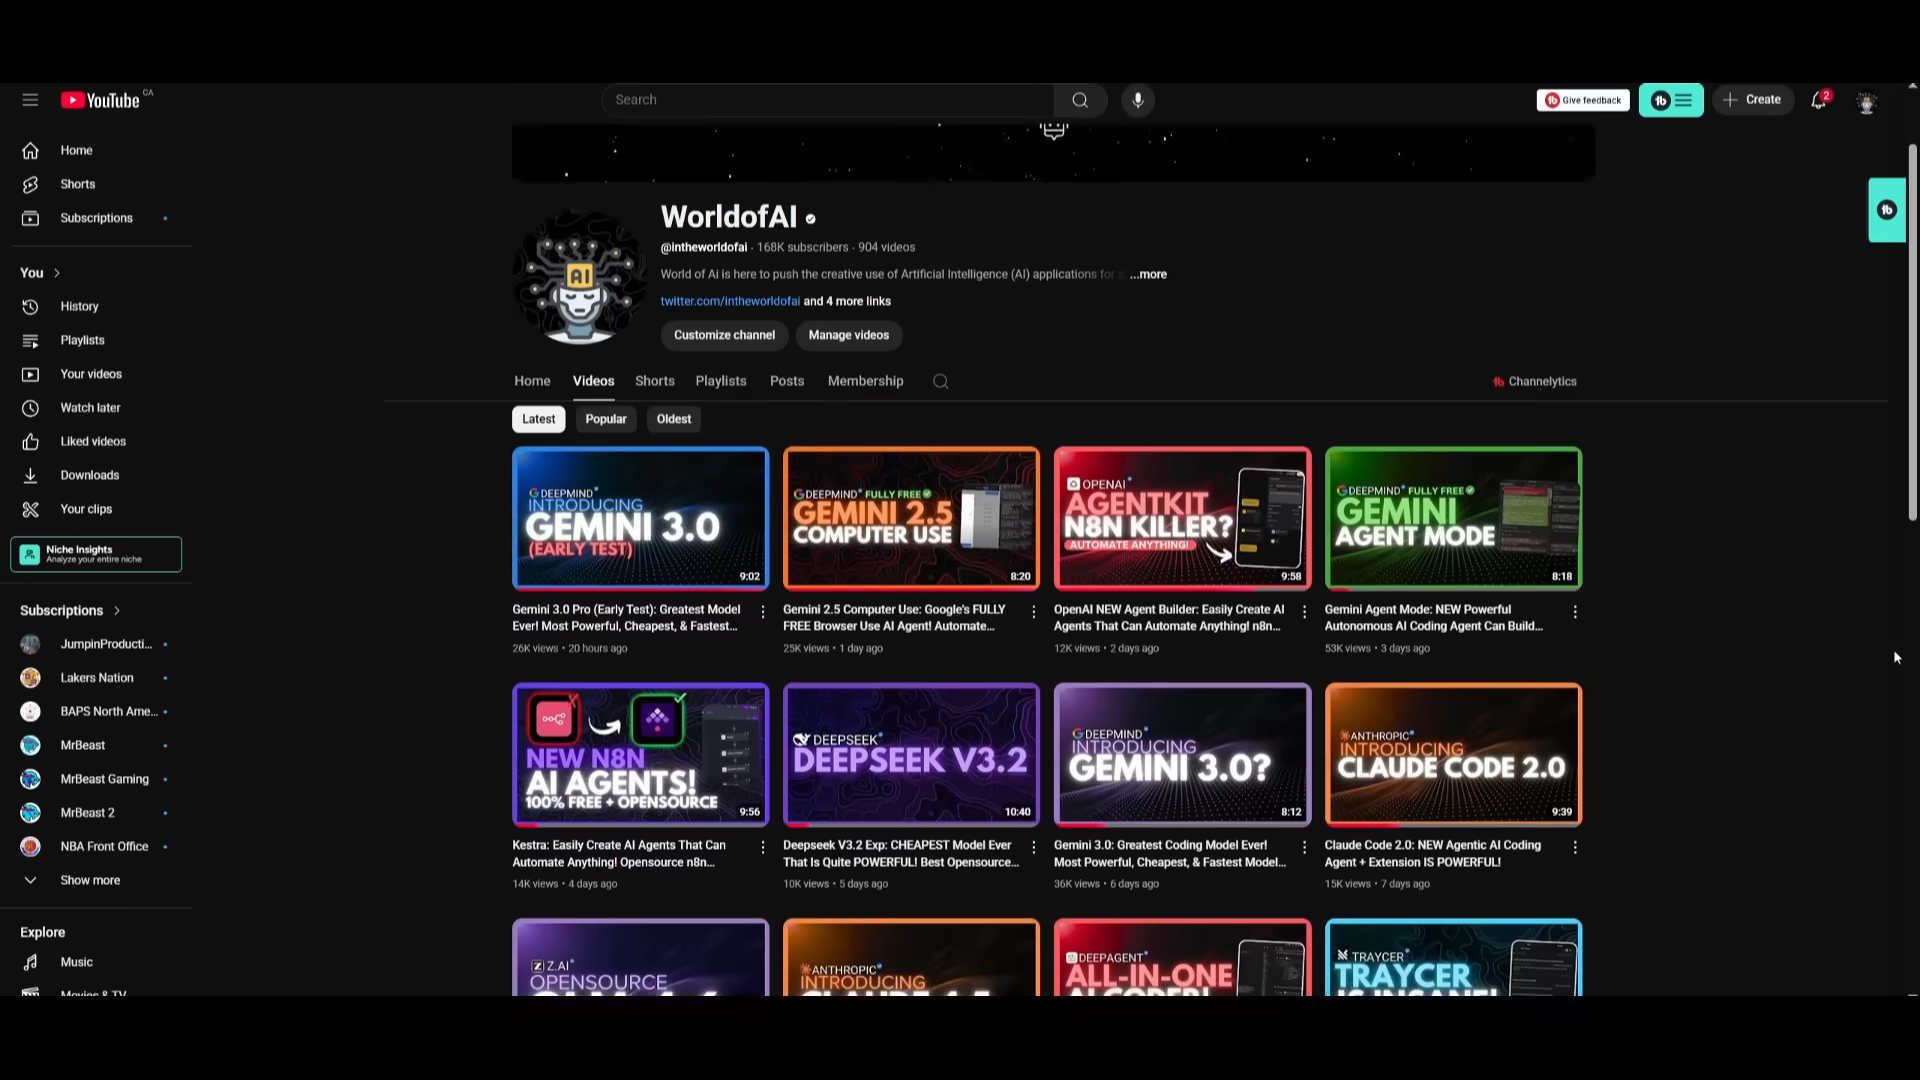 YouTube CA
Search
Give feedback
Create
2
Home
Shorts
Subscriptions
You
History
Playlists
Your videos
Watch later
Liked videos
Downloads
Your clips
Niche Insights
Analyze your entire niche
Subscriptions
JumpinProducti...
Lakers Nation
BAPS North Ame...
MrBeast
MrBeast Gaming
MrBeast 2
NBA Front Office
Show more
Explore
Music
Movies & TV
AI
WorldofAI
@intheworldofai · 168K subscribers · 904 videos
World of Ai is here to push the creative use of Artificial Intelligence (AI) applications for ...more
twitter.com/intheworldofai and 4 more links
Customize channel
Manage videos
Home Videos Shorts Playlists Posts Membership
Channelytics
Latest Popular Oldest
DEEPMIND
INTRODUCING
GEMINI 3.0
(EARLY TEST)
9:02
Gemini 3.0 Pro (Early Test): Greatest Model
Ever! Most Powerful, Cheapest, & Fastest...
26K views • 20 hours ago
DEEPMIND FULLY FREE
GEMINI 2.5
COMPUTER USE
8:20
Gemini 2.5 Computer Use: Google's FULLY
FREE Browser Use AI Agent! Automate...
25K views • 1 day ago
OPENAI
AGENTKIT
N8N KILLER?
AUTOMATE ANYTHING!
9:58
OpenAI NEW Agent Builder: Easily Create AI
Agents That Can Automate Anything! n8n...
12K views • 2 days ago
DEEPMIND FULLY FREE
GEMINI
AGENT MODE
8:18
Gemini Agent Mode: NEW Powerful
Autonomous AI Coding Agent Can Build...
53K views • 3 days ago
NEW N8N
AI AGENTS!
100% FREE + OPENSOURCE
9:56
Kestra: Easily Create AI Agents That Can
Automate Anything! Opensource n8n...
14K views • 4 days ago
DEEPSEEK
DEEPSEEK V3.2
10:40
Deepseek V3.2 Exp: CHEAPEST Model Ever
That Is Quite POWERFUL! Best Opensource...
10K views • 5 days ago
DEEPMIND
INTRODUCING
GEMINI 3.0?
8:12
Gemini 3.0: Greatest Coding Model Ever!
Most Powerful, Cheapest, & Fastest Model...
36K views • 6 days ago
ANTHROPIC
INTRODUCING
CLAUDE CODE 2.0
9:39
Claude Code 2.0: NEW Agentic AI Coding
Agent + Extension IS POWERFUL!
15K views • 7 days ago
Z.AI
OPENSOURCE
ANTHROPIC
INTRODUCING
DEEPAGENT
ALL-IN-ONE
AI CODER!
TRAYCER
TRAYCER
IS INSANE!